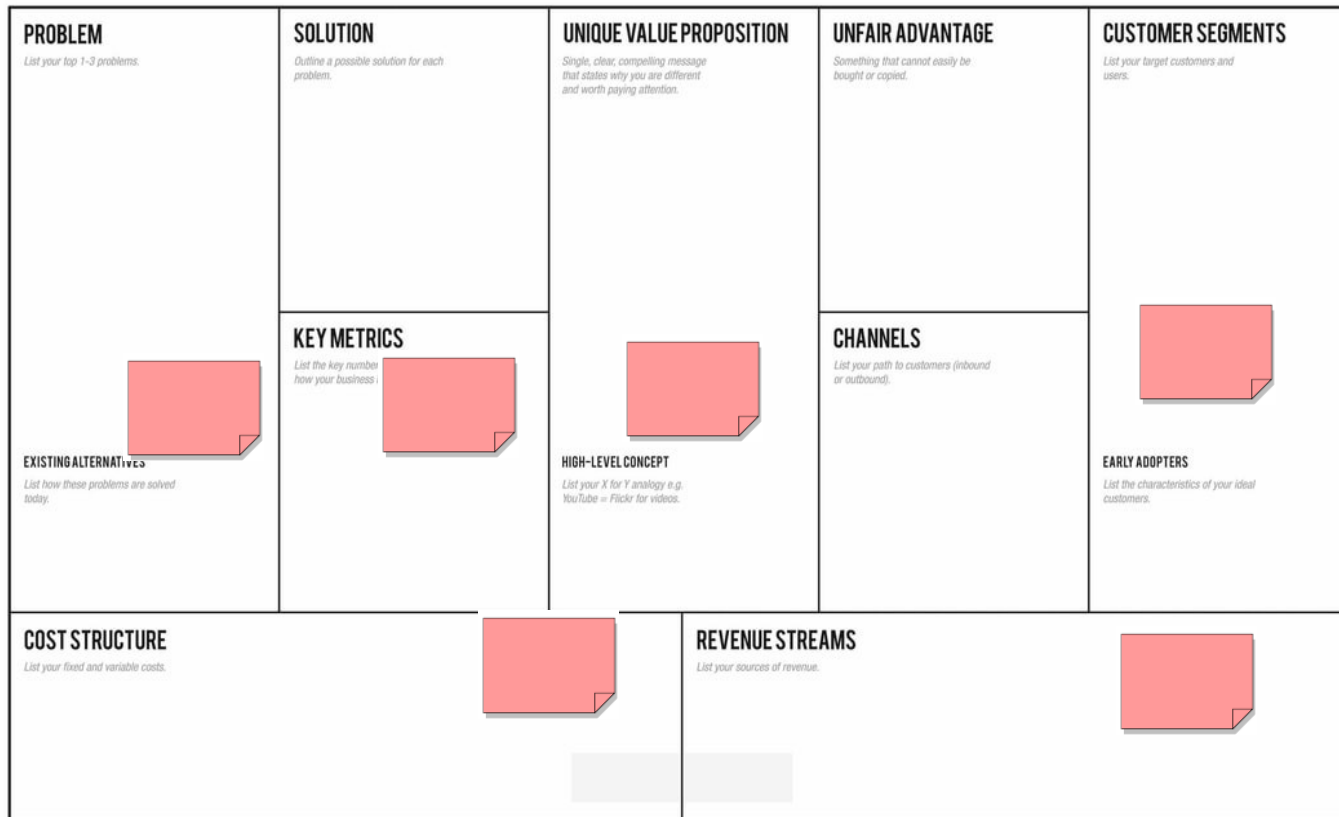 PROBLEM
List your top 1-3 problems.
EXISTING ALTERNATIVES
List how these problems are solved
today.
SOLUTION
Outline a possible solution for each
problem.
KEY METRICS
List the key number
how your business
UNIQUE VALUE PROPOSITION
Single, clear, compelling message
that states why you are different
and worth paying attention.
HIGH-LEVEL CONCEPT
List your X for Y analogy e.g.
YouTube = Flickr for videos.
UNFAIR ADVANTAGE
Something that cannot easily be
bought or copied.
CHANNELS
List your path to customers (inbound
or outbound).
CUSTOMER SEGMENTS
List your target customers and
users.
EARLY ADOPTERS
List the characteristics of your ideal
customers.
COST STRUCTURE
List your fixed and variable costs.
REVENUE STREAMS
List your sources of revenue.